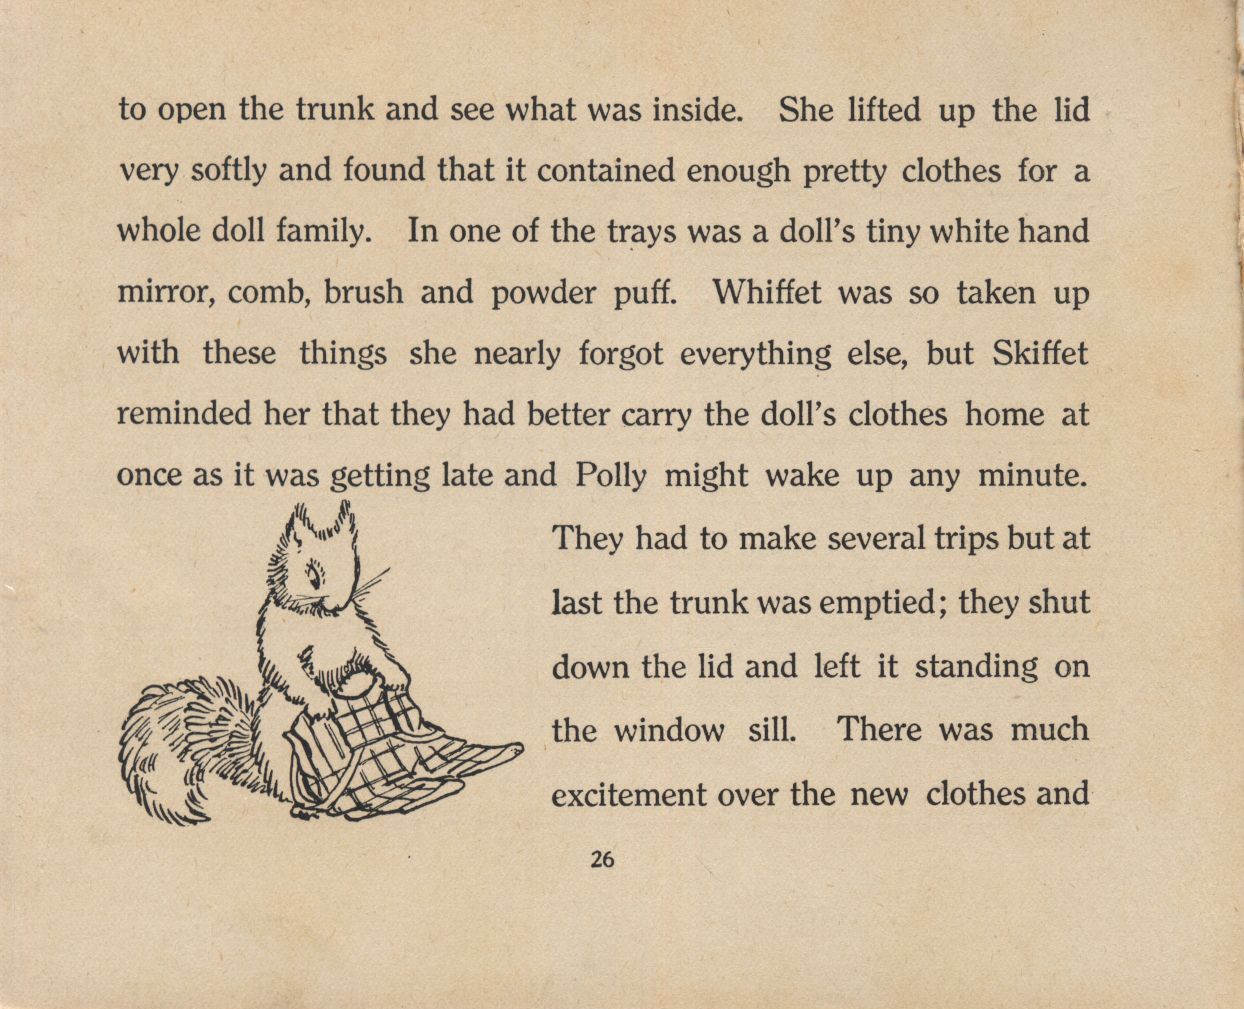 to open the trunk and see what was inside. She lifted up the lid
very softly and found that it contained enough pretty clothes for a
whole doll family. In one of the trays was a doll's tiny white hand
mirror, comb, brush and powder puff. Whiffet was so taken up
with these things she nearly forgot everything else, but Skiffet
reminded her that they had better carry the doll's clothes home at
once as it was getting late and Polly might wake up any minute.
They had to make several trips but at
last the trunk was emptied; they shut
down the lid and left it standing on
the window sill. There was much
excitement over the new clothes and
26